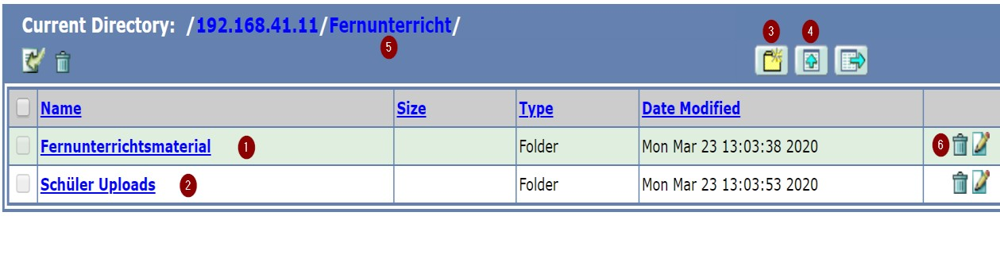 Current Directory: /192.168.41.11/Fernunterricht/
3 4
5
Name Size Type Date Modified
Fernunterrichtsmaterial 1 Folder Mon Mar 23 13:03:38 2020 6
Schüler Uploads 2 Folder Mon Mar 23 13:03:53 2020